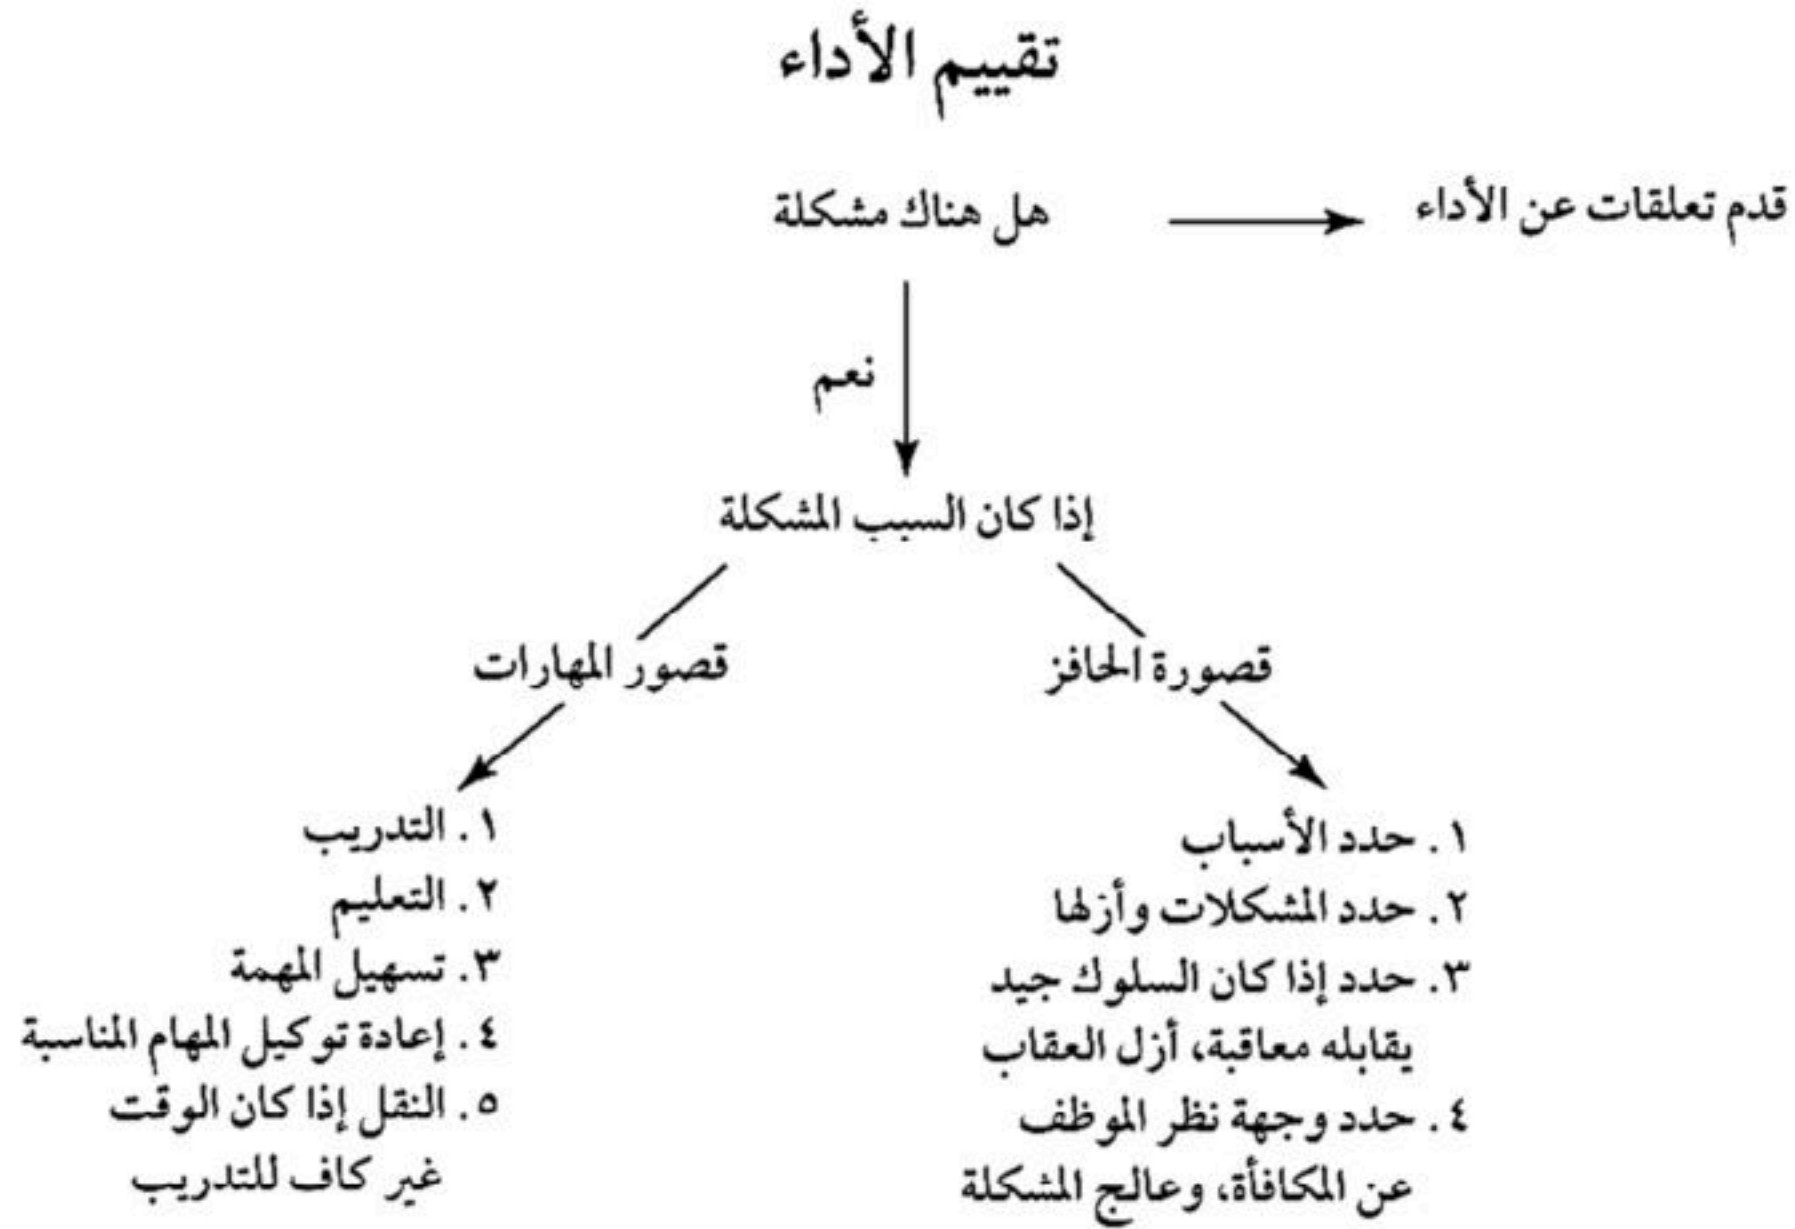 تقييم الأداء
هل هناك مشكلة
قدم تعلقات عن الأداء
نعم
إذا كان السبب المشكلة
قصورة الحافز
قصور المهارات
١. حدد الأسباب
٢. حدد المشكلات وأزلها
٣. حدد إذا كان السلوك جيد
يقابله معاقبة، أزل العقاب
٤. حدد وجهة نظر الموظف
عن المكافأة، وعالج المشكلة
١. التدريب
٢. التعليم
٣. تسهيل المهمة
٤. إعادة توكيل المهام المناسبة
٥. النقل إذا كان الوقت
غير كاف للتدريب